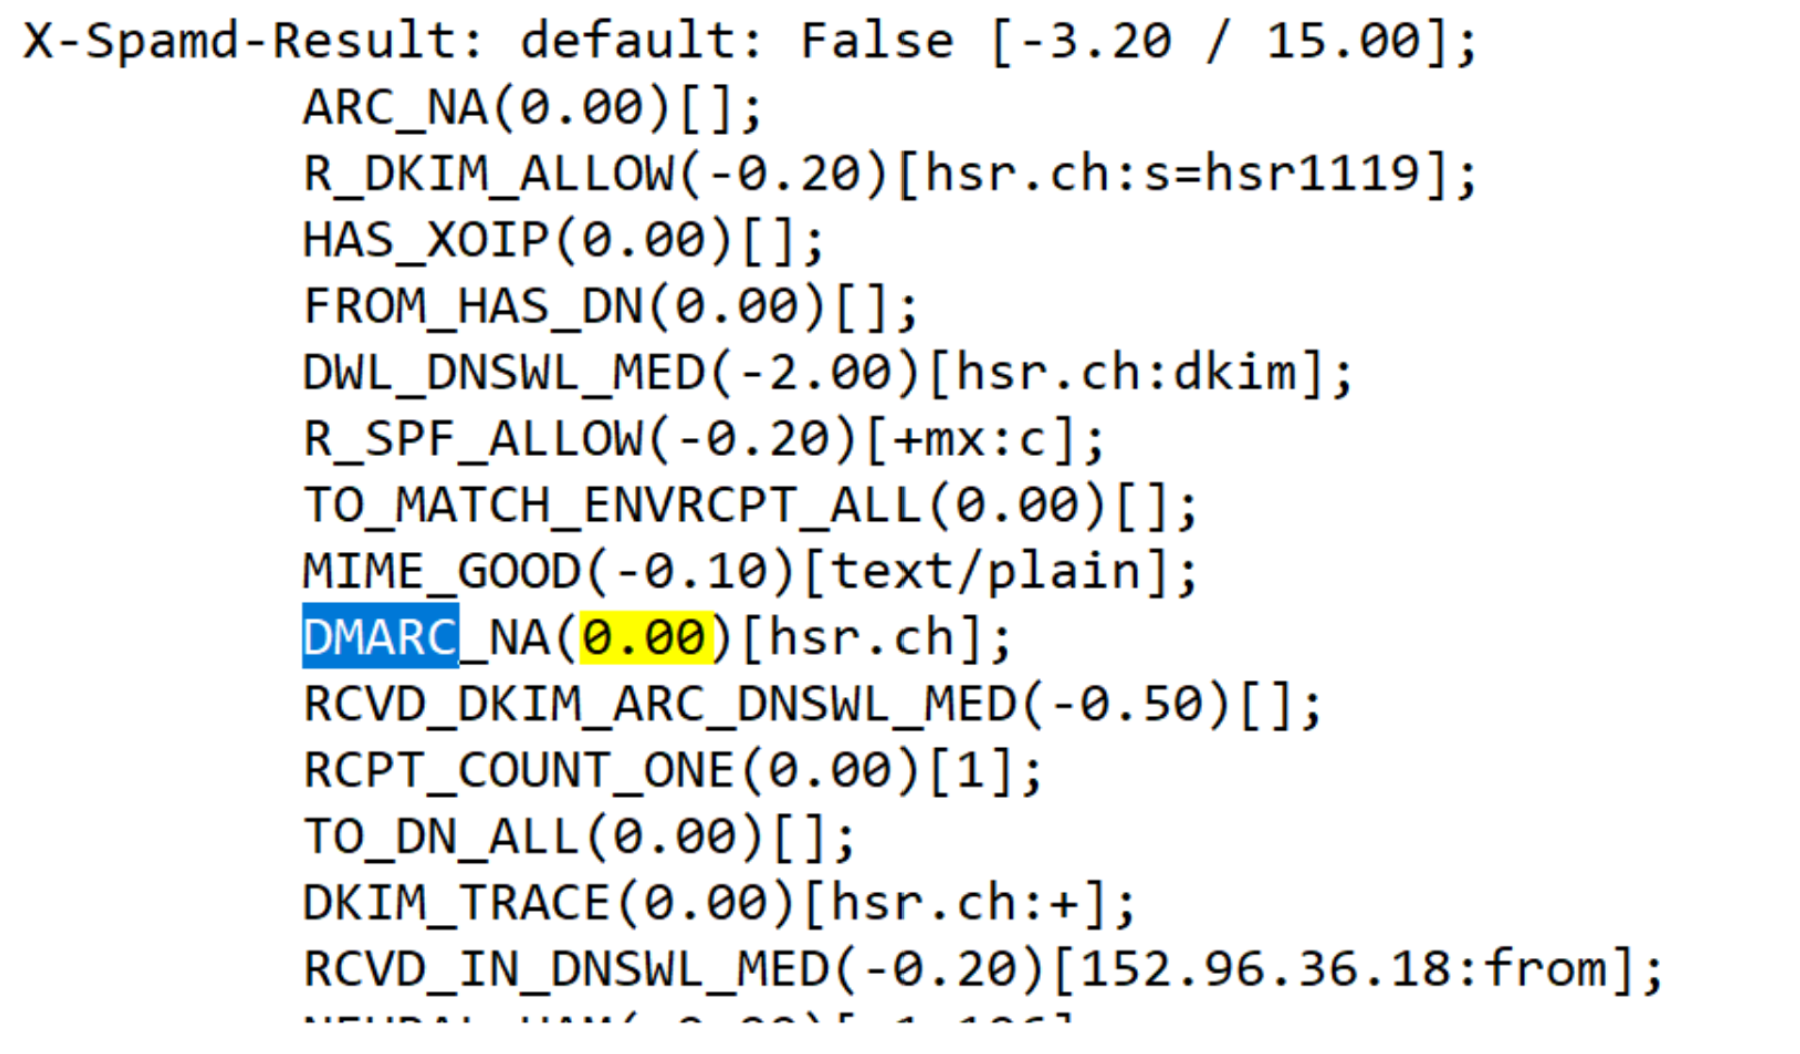 X-Spamd-Result: default: False [-3.20 / 15.00];
ARC_NA(0.00)[];
R_DKIM_ALLOW(-0.20)[hsr.ch:s=hsr1119];
HAS_XOIP(0.00)[];
FROM_HAS_DN(0.00)[];
DWL_DNSWL_MED(-2.00)[hsr.ch:dkim];
R_SPF_ALLOW(-0.20)[+mx:c];
TO_MATCH_ENVRCPT_ALL(0.00)[];
MIME_GOOD(-0.10)[text/plain];
DMARC_NA(0.00)[hsr.ch];
RCVD_DKIM_ARC_DNSWL_MED(-0.50)[];
RCPT_COUNT_ONE(0.00)[1];
TO_DN_ALL(0.00)[];
DKIM_TRACE(0.00)[hsr.ch:+];
RCVD_IN_DNSWL_MED(-0.20)[152.96.36.18:from];